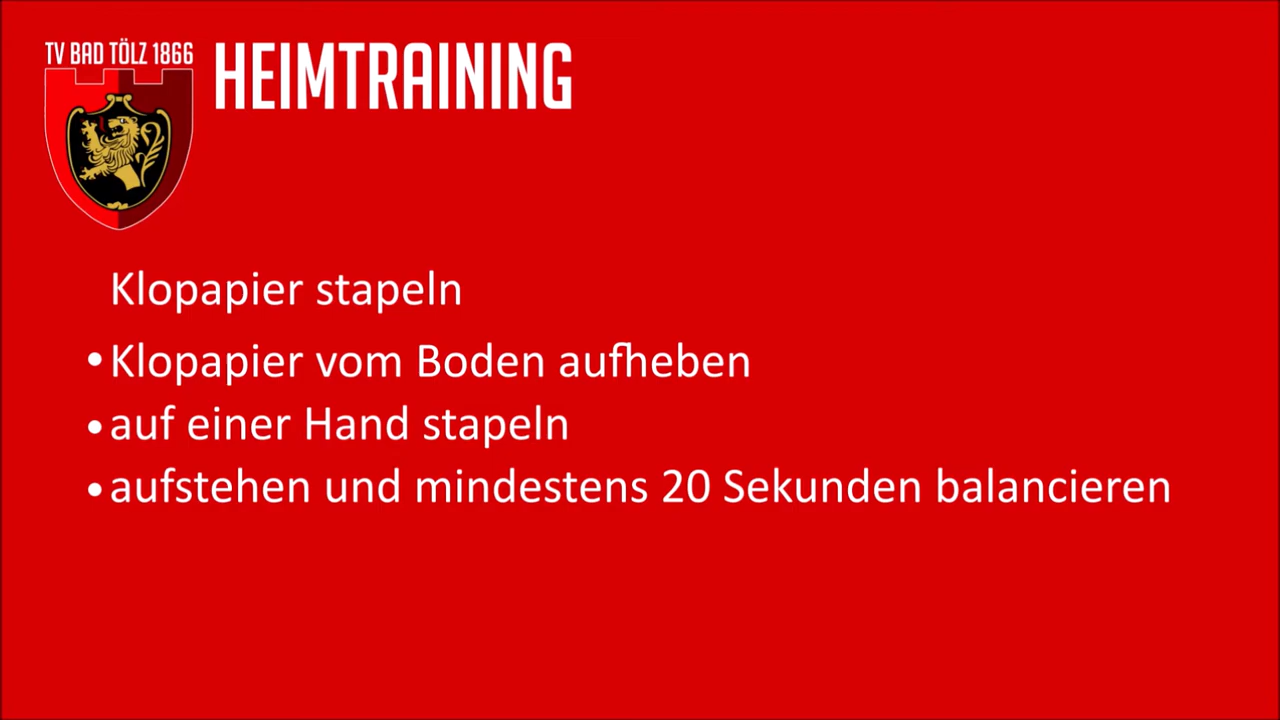 TV BAD TÖLZ 1866
HEIMTRAINING
Klopapier stapeln
• Klopapier vom Boden aufheben
• auf einer Hand stapeln
• aufstehen und mindestens 20 Sekunden balancieren